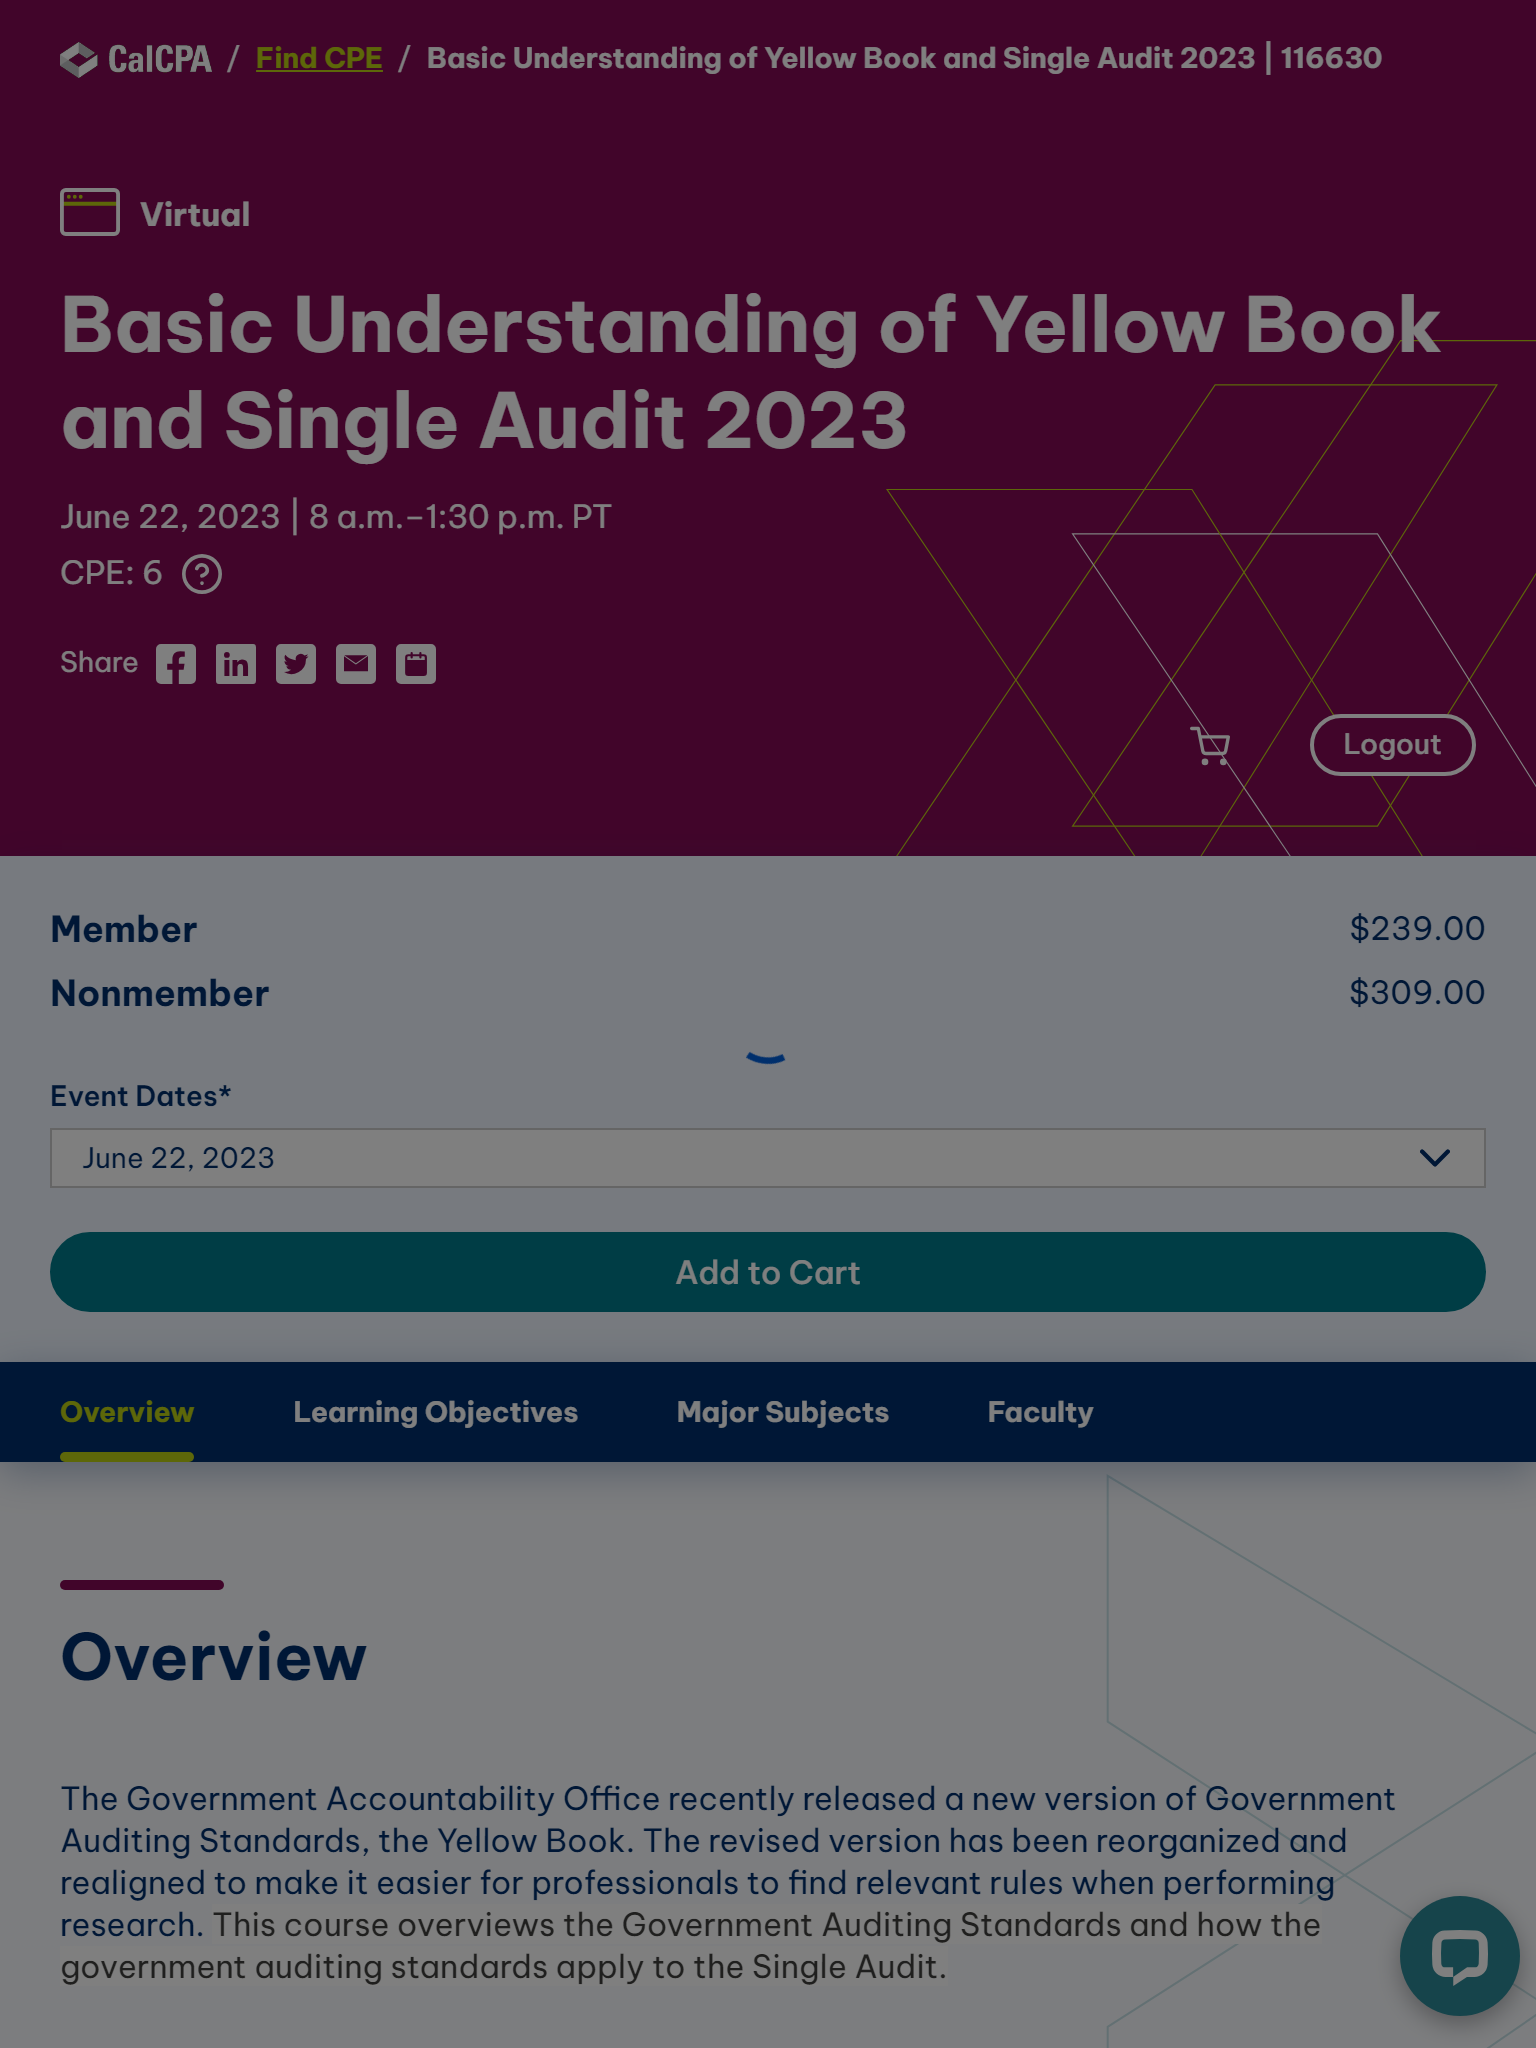 CalCPA / Find CPE / Basic Understanding of Yellow Book and Single Audit 2023 | 116630
Virtual
Basic Understanding of Yellow Book
and Single Audit 2023
June 22, 2023 | 8 a.m.–1:30 p.m. PT
CPE: 6 ?
Share
Logout
Member $239.00
Nonmember $309.00
Event Dates*
June 22, 2023
Add to Cart
Overview Learning Objectives Major Subjects Faculty
Overview
The Government Accountability Office recently released a new version of Government
Auditing Standards, the Yellow Book. The revised version has been reorganized and
realigned to make it easier for professionals to find relevant rules when performing
research. This course overviews the Government Auditing Standards and how the
government auditing standards apply to the Single Audit.